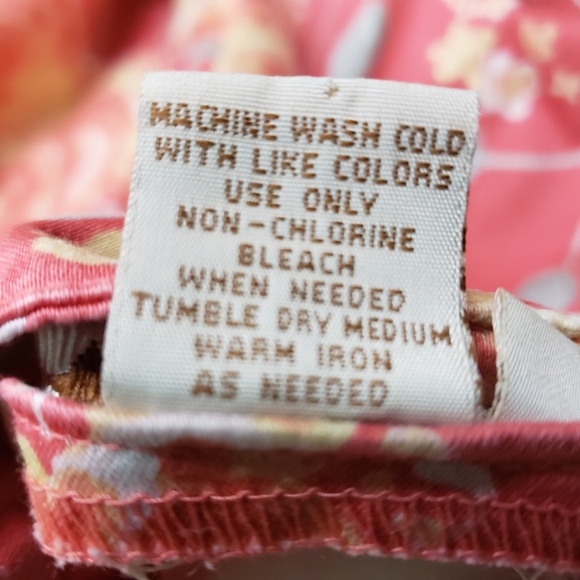 MACHINE WASH COLD
WITH LIKE COLORS
USE ONLY
NON-CHLORINE
BLEACH
WHEN NEEDED
TUMBLE DRY MEDIUM
WARM IRON
AS NEEDED